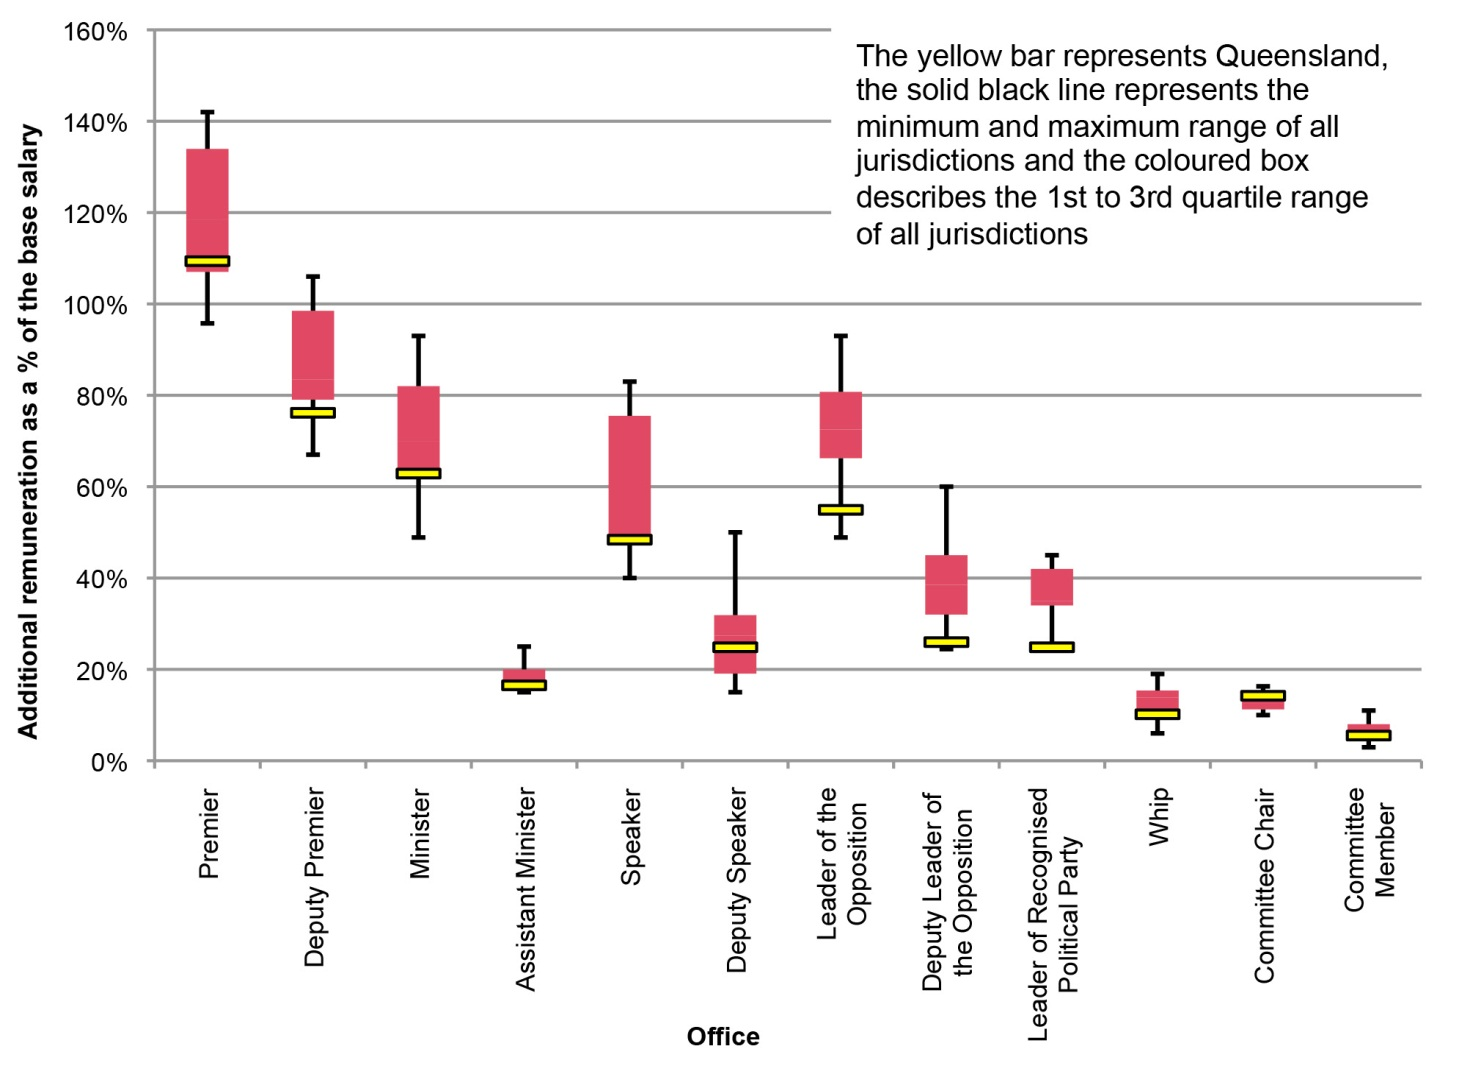 160%
140%
120%
100%
80%
60%
40%
20%
0%
Additional remuneration as a % of the base salary
The yellow bar represents Queensland,
the solid black line represents the
minimum and maximum range of all
jurisdictions and the coloured box
describes the 1st to 3rd quartile range
of all jurisdictions
Premier
Deputy Premier
Minister
Assistant Minister
Speaker
Deputy Speaker
Leader of the
Opposition
Deputy Leader of
the Opposition
Leader of Recognised
Political Party
Whip
Committee Chair
Committee
Member
Office